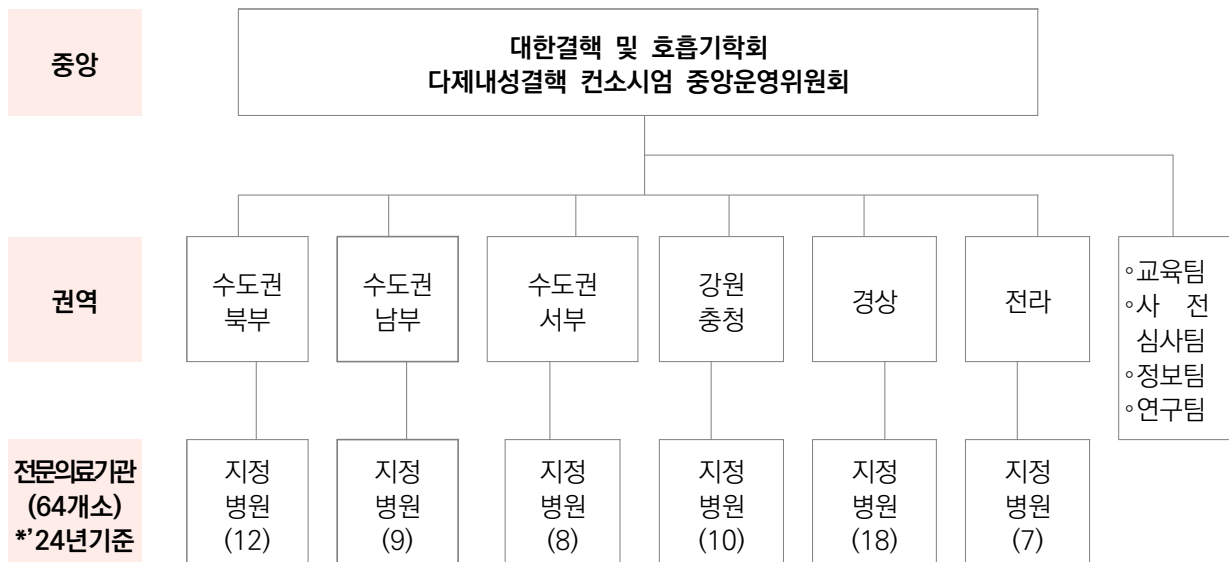 중앙
대한결핵 및 호흡기학회
다제내성결핵 컨소시엄 중앙운영위원회
권역
수도권
북부
수도권
남부
수도권
서부
강원
충청
경상
전라
◦교육팀
◦사 전
심사팀
◦정보팀
◦연구팀
전문의료기관
(64개소)
*’24년기준
지정
병원
(12)
지정
병원
(9)
지정
병원
(8)
지정
병원
(10)
지정
병원
(18)
지정
병원
(7)